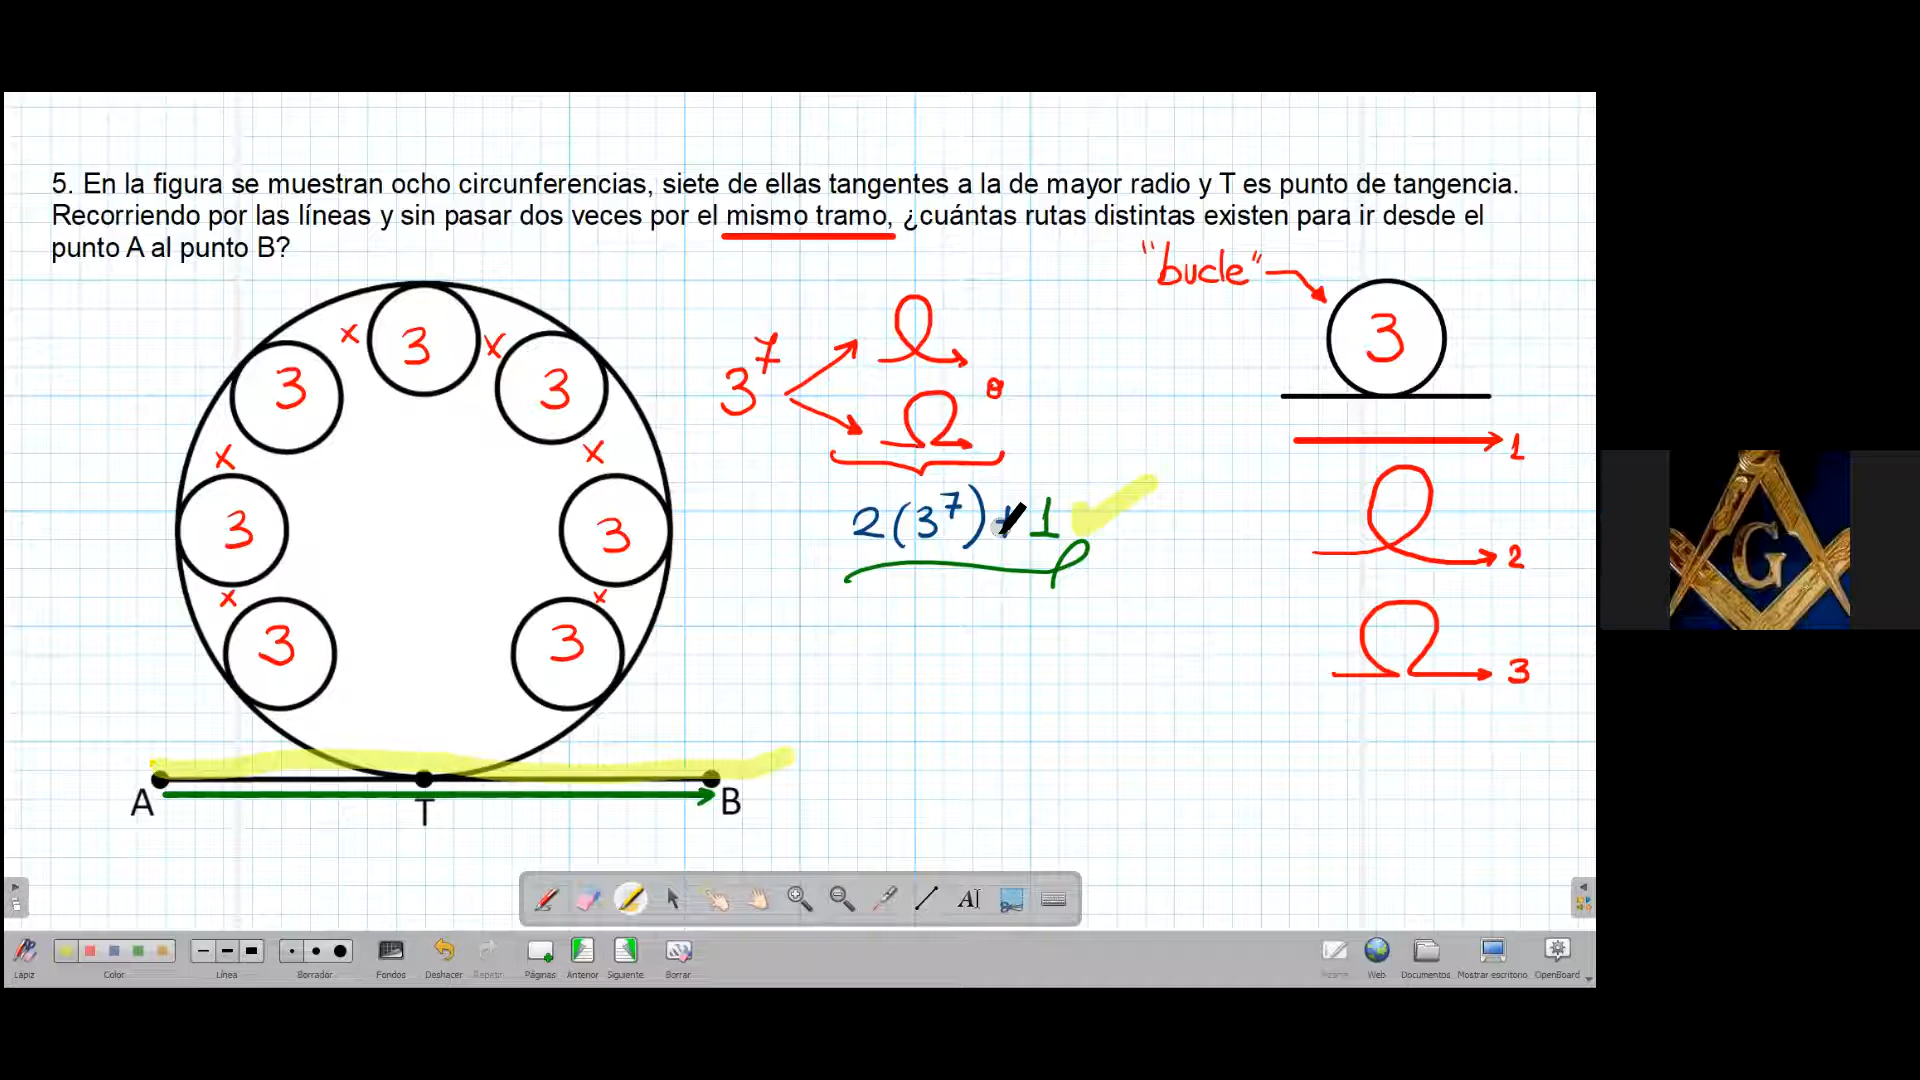 5. En la figura se muestran ocho circunferencias, siete de ellas tangentes a la de mayor radio y T es punto de tangencia.
Recorriendo por las líneas y sin pasar dos veces por el mismo tramo, ¿cuántas rutas distintas existen para ir desde el
punto A al punto B?
"bucle"
3
1
2
3
3
x
3
x
3
x
3
x
3
x
3
x
3
3^7
2(3^7)+1
A
T
B
G
AI
Lápiz
Color
Línea
Borrador
Fondos
Deshacer
Repetir
Páginas
Anterior
Siguiente
Borrar
Web
Documentos
Mostrar escritorio
OpenBoard